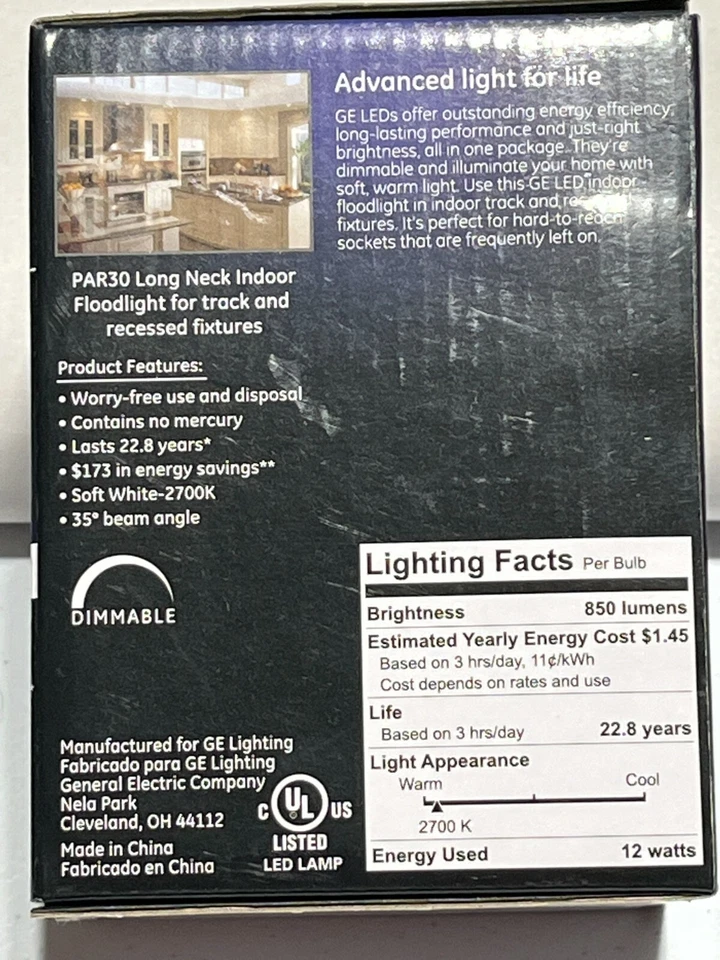 Advanced light for life
GE LEDs offer outstanding energy efficiency,
long-lasting performance and just-right
brightness, all in one package. They're
dimmable and illuminate your home with
soft, warm light. Use this GE LED indoor
floodlight in indoor track and
fixtures. It's perfect for hard-to-reach
sockets that are frequently left on.
PAR30 Long Neck Indoor
Floodlight for track and
recessed fixtures
Product Features:
• Worry-free use and disposal
• Contains no mercury
• Lasts 22.8 years*
• $173 in energy savings**
• Soft White-2700K
• 35° beam angle
DIMMABLE
Manufactured for GE Lighting
Fabricado para GE Lighting
General Electric Company
Nela Park
Cleveland, OH 44112
Made in China
Fabricado en China
C UL US
LISTED
LED LAMP
Lighting Facts Per Bulb
Brightness 850 lumens
Estimated Yearly Energy Cost $1.45
Based on 3 hrs/day, 11¢/kWh
Cost depends on rates and use
Life
Based on 3 hrs/day 22.8 years
Light Appearance
Warm Cool
2700 K
Energy Used 12 watts